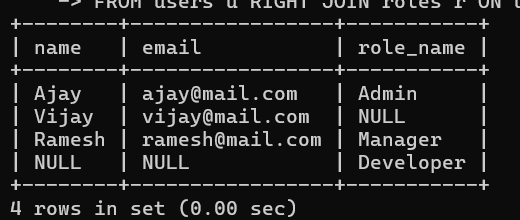 -> FROM users u RIGHT JOIN roles r ON
+--------+-----------------+-----------+
| name   | email           | role_name |
+--------+-----------------+-----------+
| Ajay   | ajay@mail.com   | Admin     |
| Vijay  | vijay@mail.com  | NULL      |
| Ramesh | ramesh@mail.com | Manager   |
| NULL   | NULL            | Developer |
+--------+-----------------+-----------+
4 rows in set (0.00 sec)